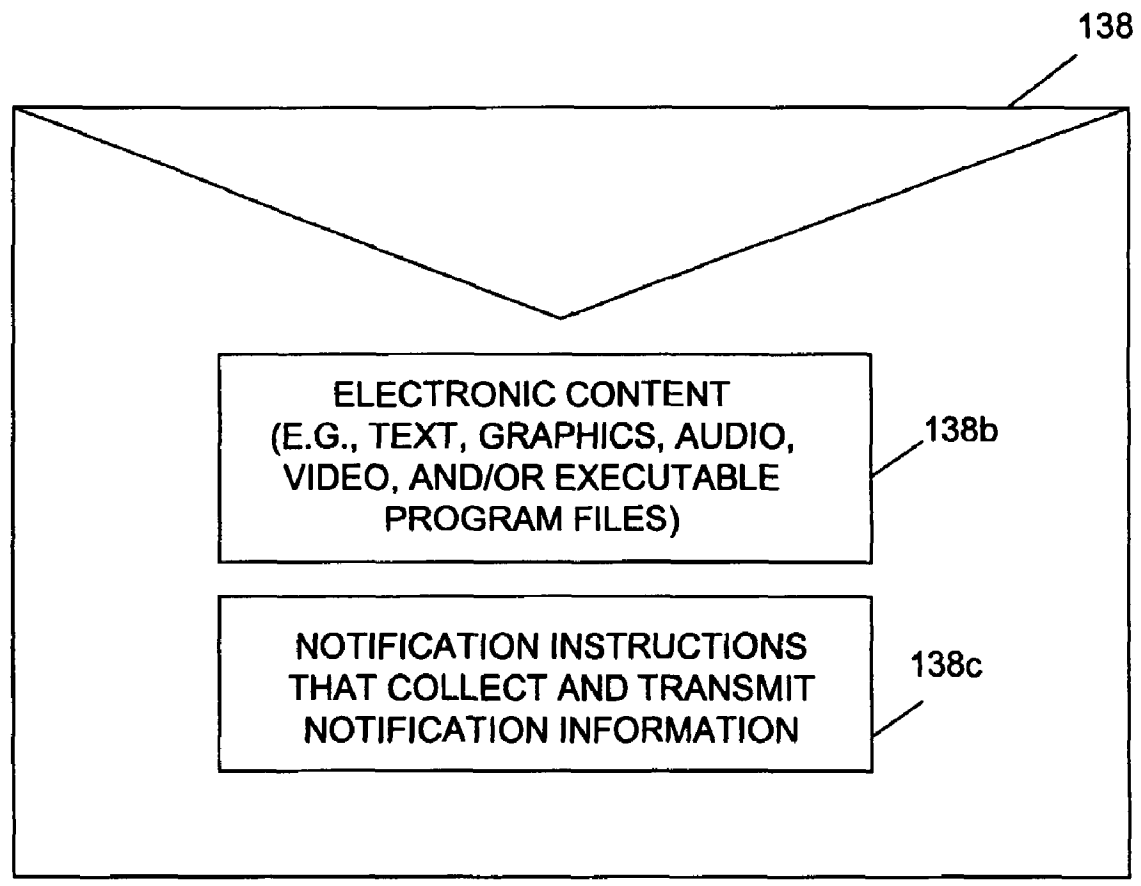 138
ELECTRONIC CONTENT
(E.G., TEXT, GRAPHICS, AUDIO,
VIDEO, AND/OR EXECUTABLE
PROGRAM FILES)
138b
NOTIFICATION INSTRUCTIONS
THAT COLLECT AND TRANSMIT
NOTIFICATION INFORMATION
138c